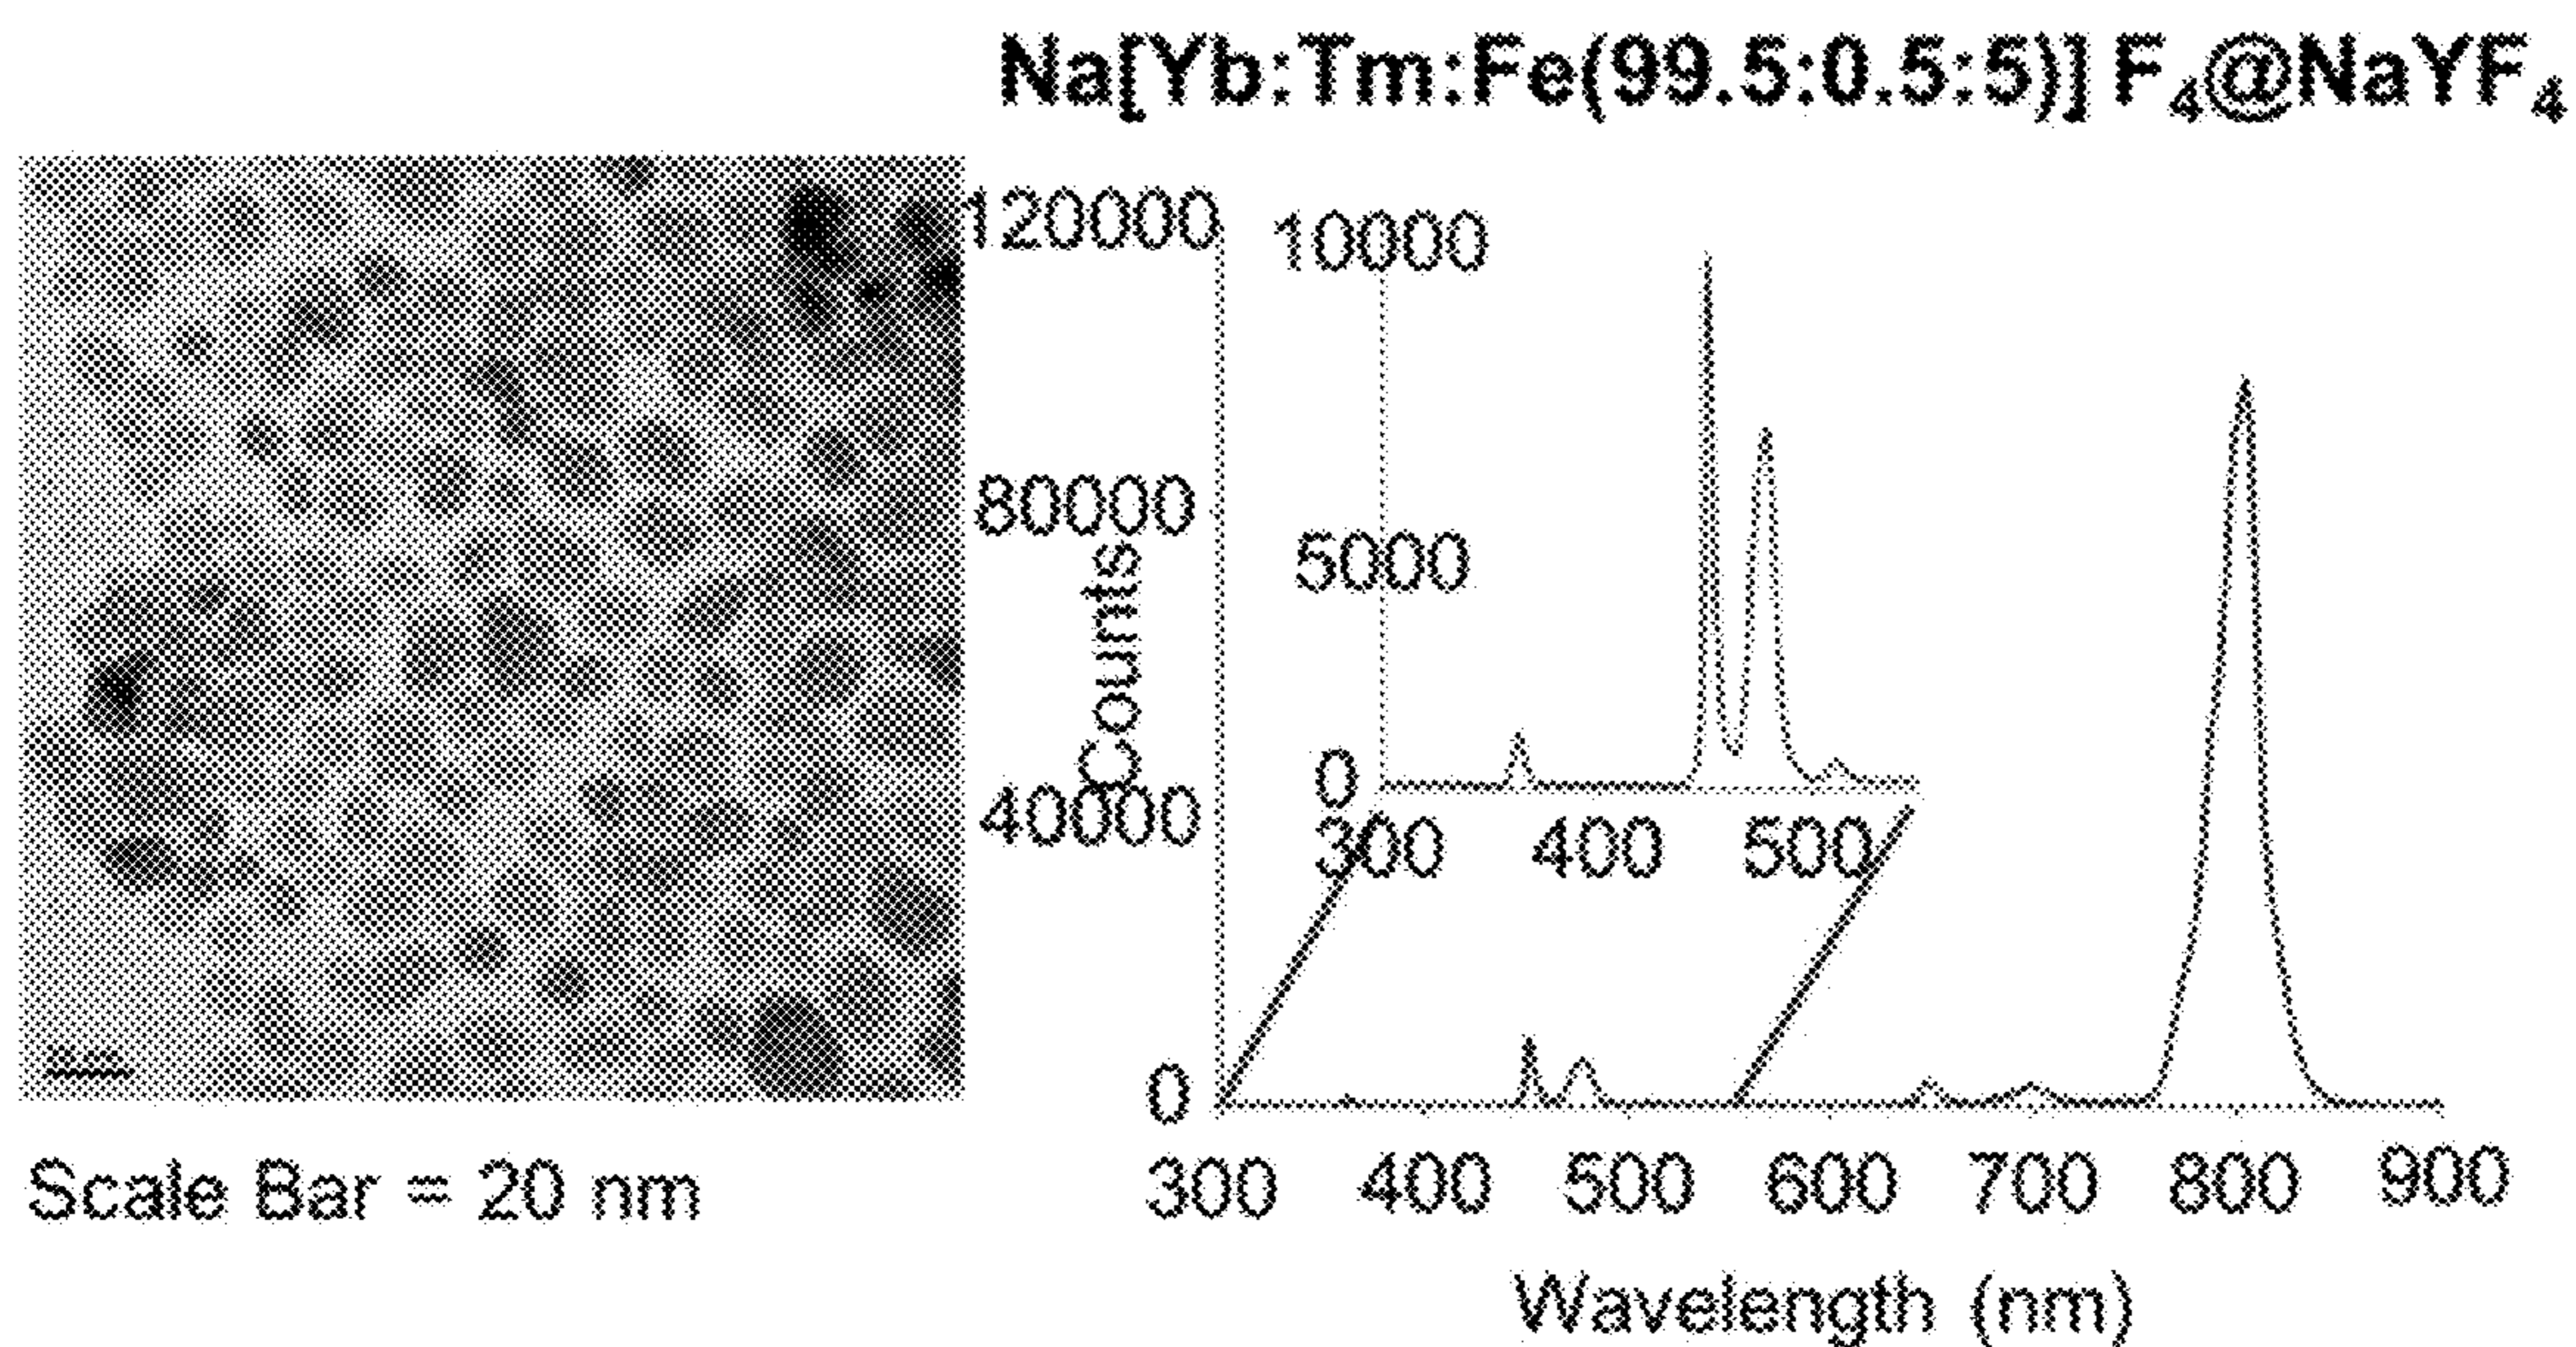 Na[Yb:Tm:Fe(99.5:0.5:5)] F₄@NaYF₄
120000
80000
40000
0
Counts
10000
5000
0
300 400 500
300 400 500 600 700 800 900
Wavelength (nm)
Scale Bar = 20 nm